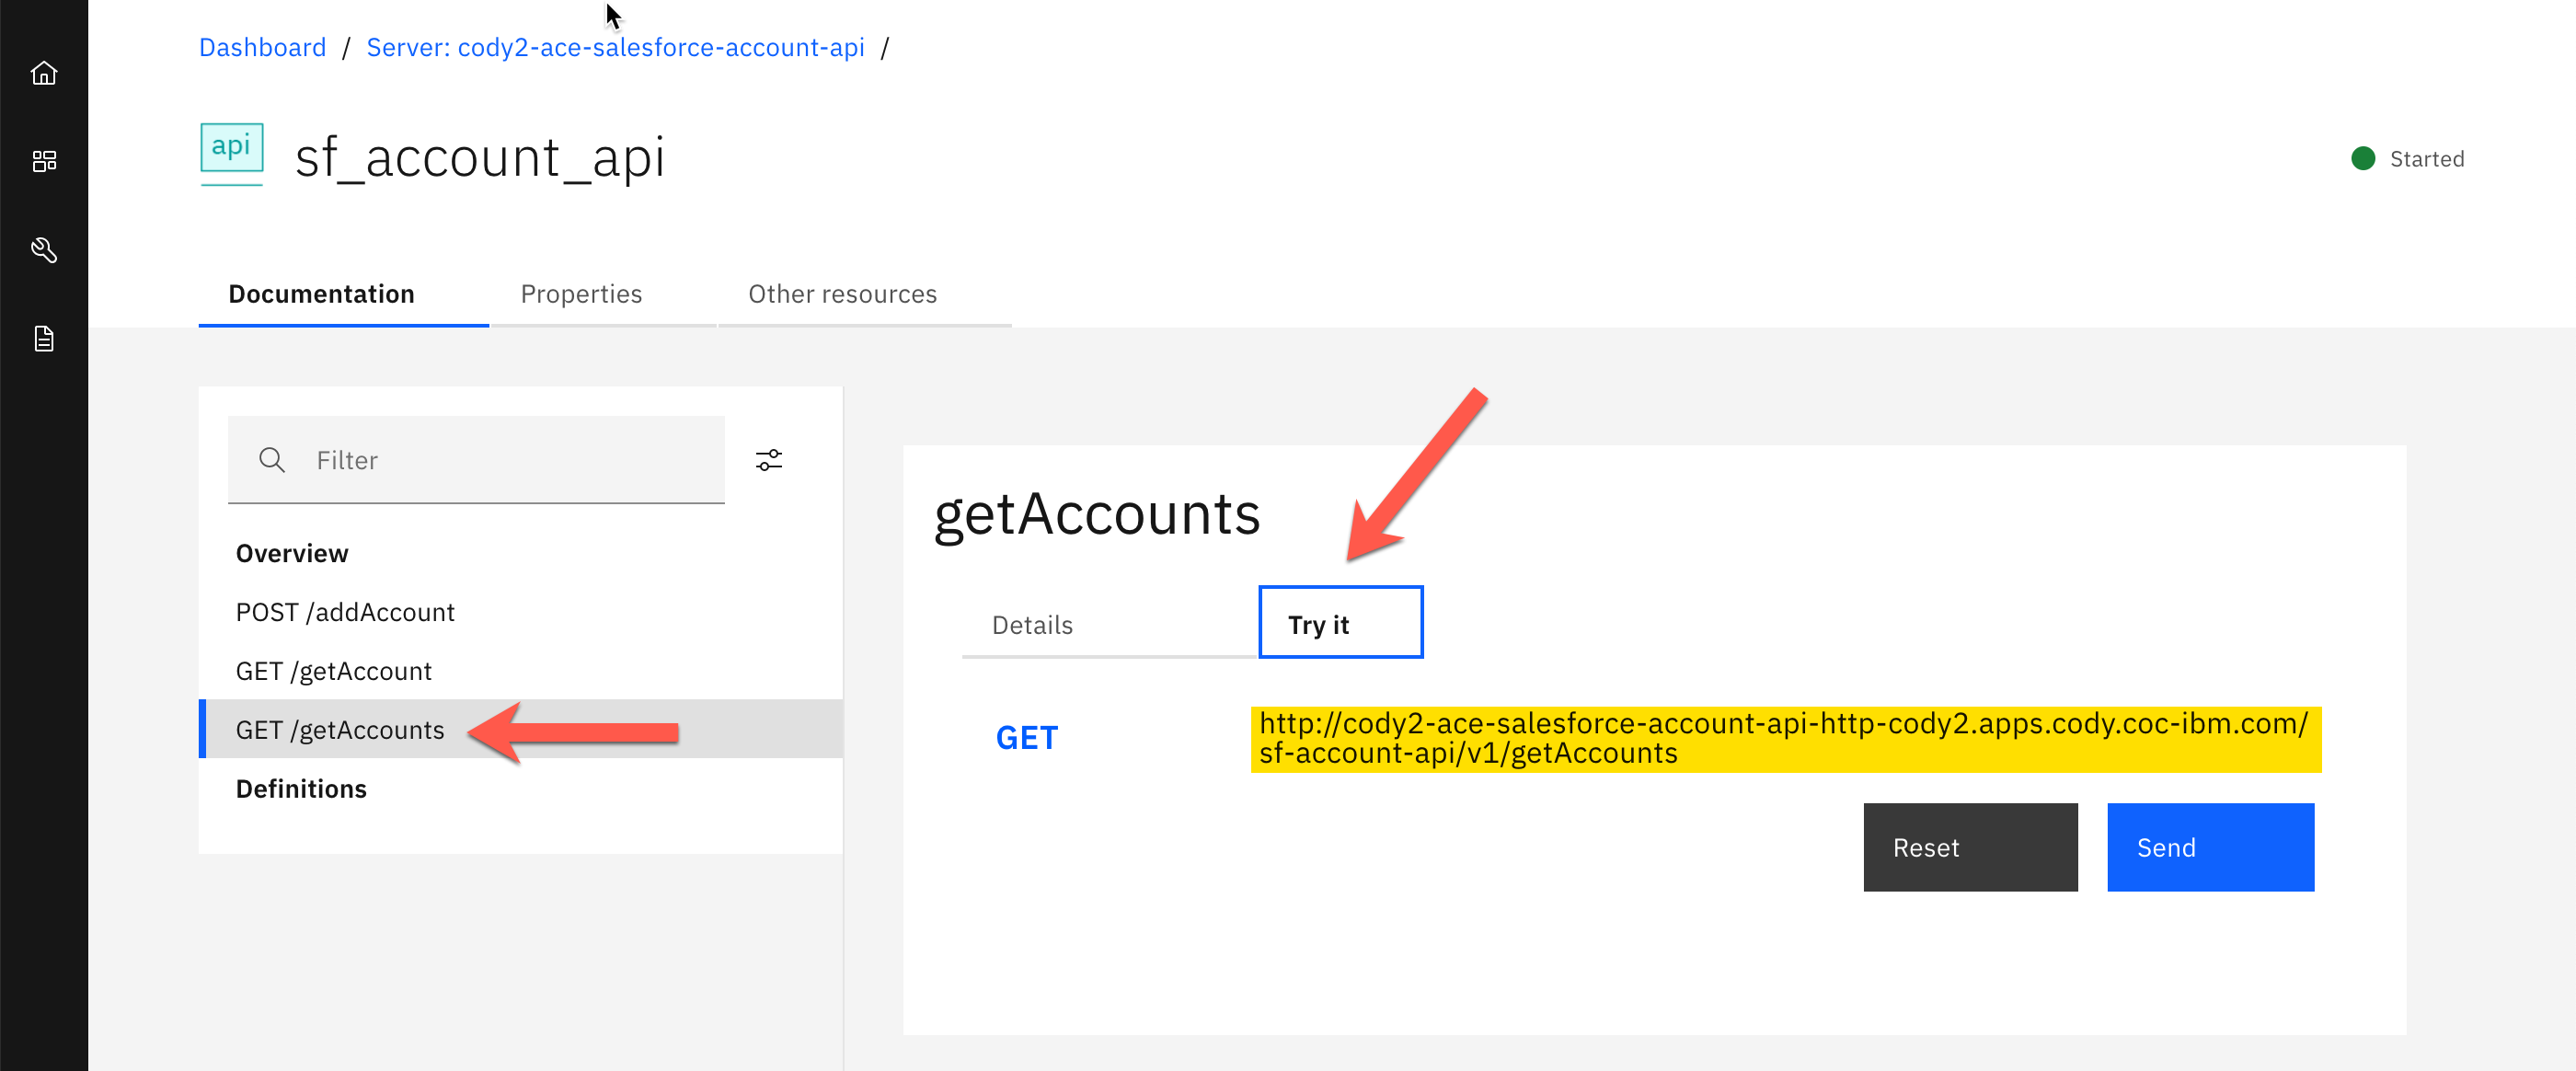 Dashboard / Server: cody2-ace-salesforce-account-api /
api
sf_account_api
Started
Documentation
Properties
Other resources
Filter
Overview
POST /addAccount
GET /getAccount
GET /getAccounts
Definitions
getAccounts
Details
Try it
GET
http://cody2-ace-salesforce-account-api-http-cody2.apps.cody.coc-ibm.com/
sf-account-api/v1/getAccounts
Reset
Send